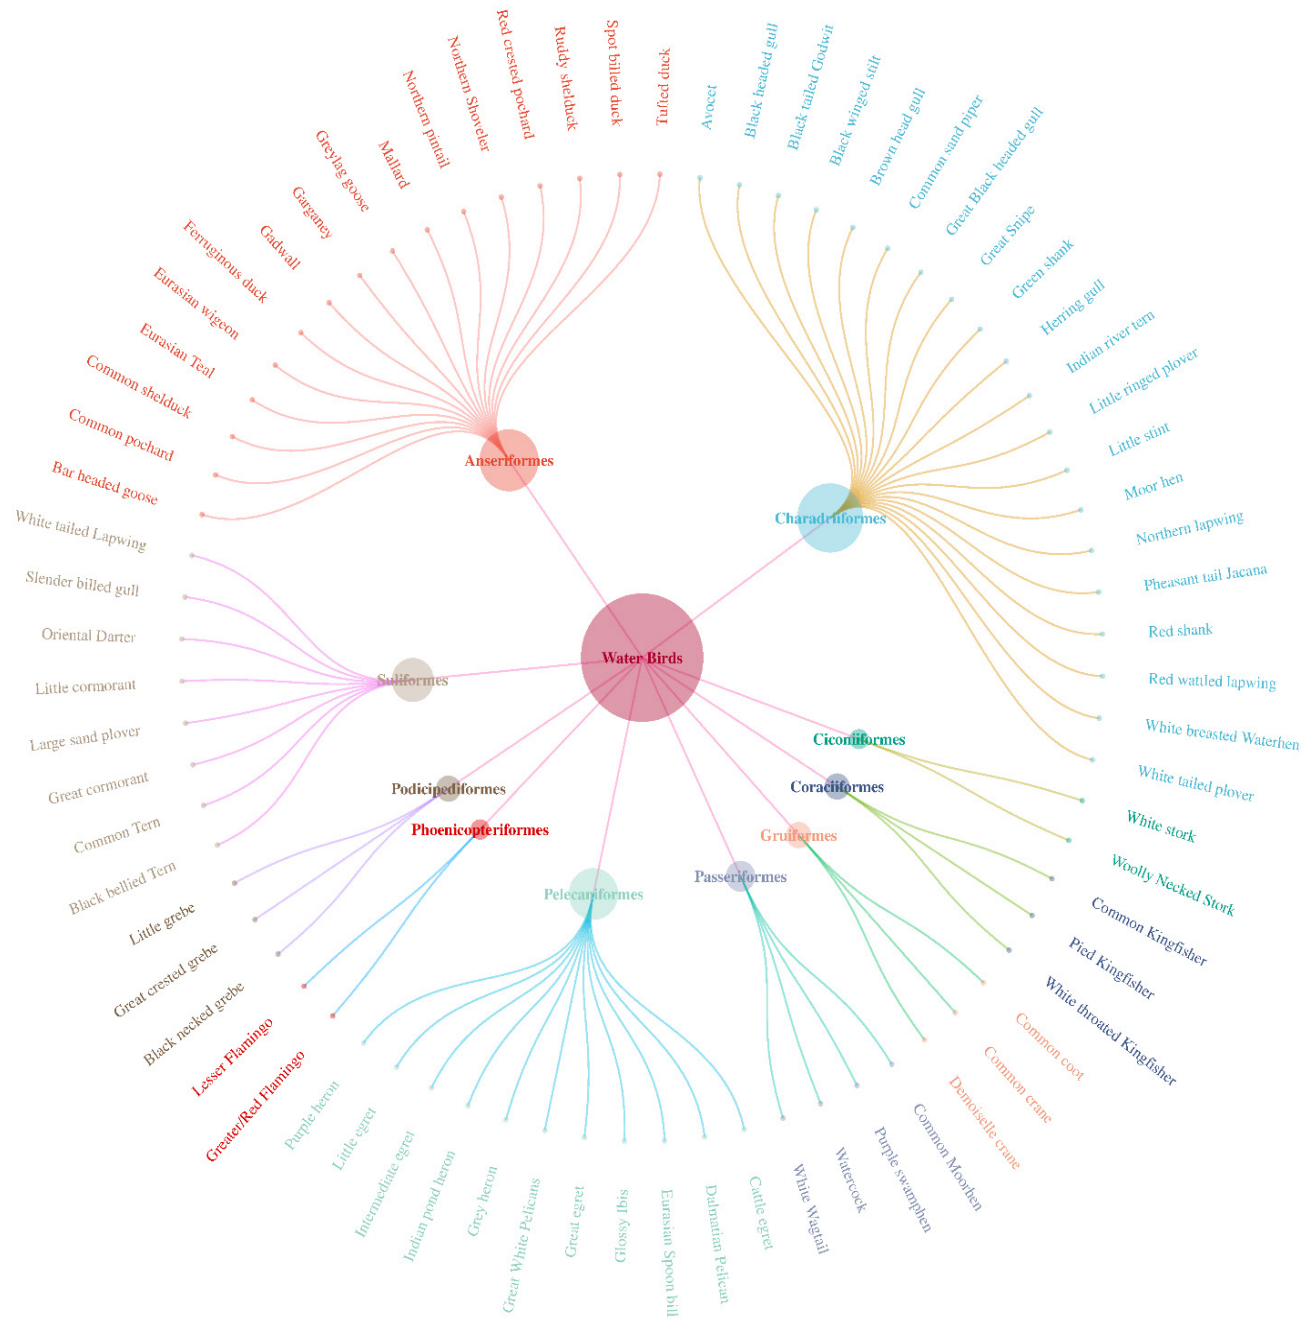 Water Birds
Anseriformes
Tufted duck
Spot billed duck
Ruddy shelduck
Red crested pochard
Northern Shoveler
Northern pintail
Mallard
Greylag goose
Garganey
Gadwall
Ferruginous duck
Eurasian wigeon
Eurasian Teal
Common shelduck
Common pochard
Bar headed goose
Charadriiformes
Avocet
Black headed gull
Black tailed Godwit
Black winged stilt
Brown head gull
Common sand piper
Great Black headed gull
Great Snipe
Green shank
Herring gull
Indian river tern
Little ringed plover
Little stint
Moor hen
Northern lapwing
Pheasant tail Jacana
Red shank
Red wattled lapwing
White breasted Waterhen
White tailed plover
Ciconiiformes
White stork
Woolly Necked Stork
Coraciiformes
Common Kingfisher
Pied Kingfisher
White throated Kingfisher
Gruiformes
Common coot
Common crane
Demoiselle crane
Passeriformes
Common Moorhen
Purple swamphen
Watercock
White Wagtail
Pelecaniformes
Cattle egret
Dalmatian Pelican
Eurasian Spoon bill
Glossy Ibis
Great egret
Great White Pelicans
Grey heron
Indian pond heron
Intermediate egret
Little egret
Purple heron
Phoenicopteriformes
Greater/Red Flamingo
Lesser Flamingo
Podicipediformes
Black necked grebe
Great crested grebe
Little grebe
Suliformes
Black bellied Tern
Common Tern
Great cormorant
Large sand plover
Little cormorant
Oriental Darter
Slender billed gull
White tailed Lapwing